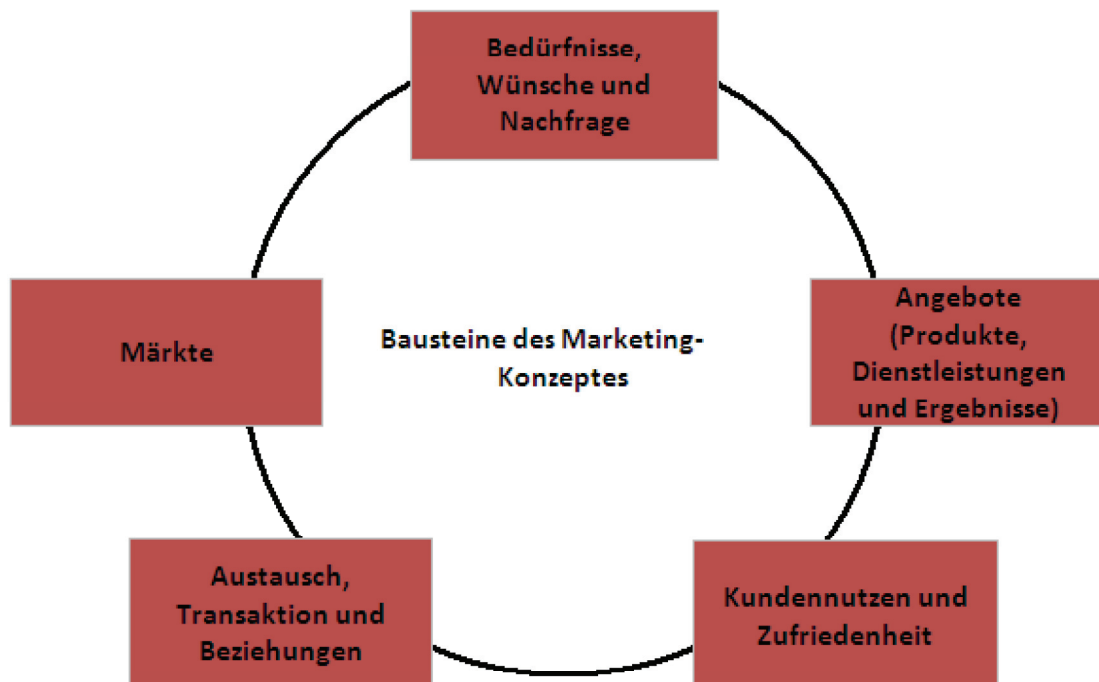 Bedürfnisse,
Wünsche und
Nachfrage
Angebote
(Produkte,
Dienstleistungen
und Ergebnisse)
Märkte
Bausteine des Marketing-
Konzeptes
Austausch,
Transaktion und
Beziehungen
Kundennutzen und
Zufriedenheit